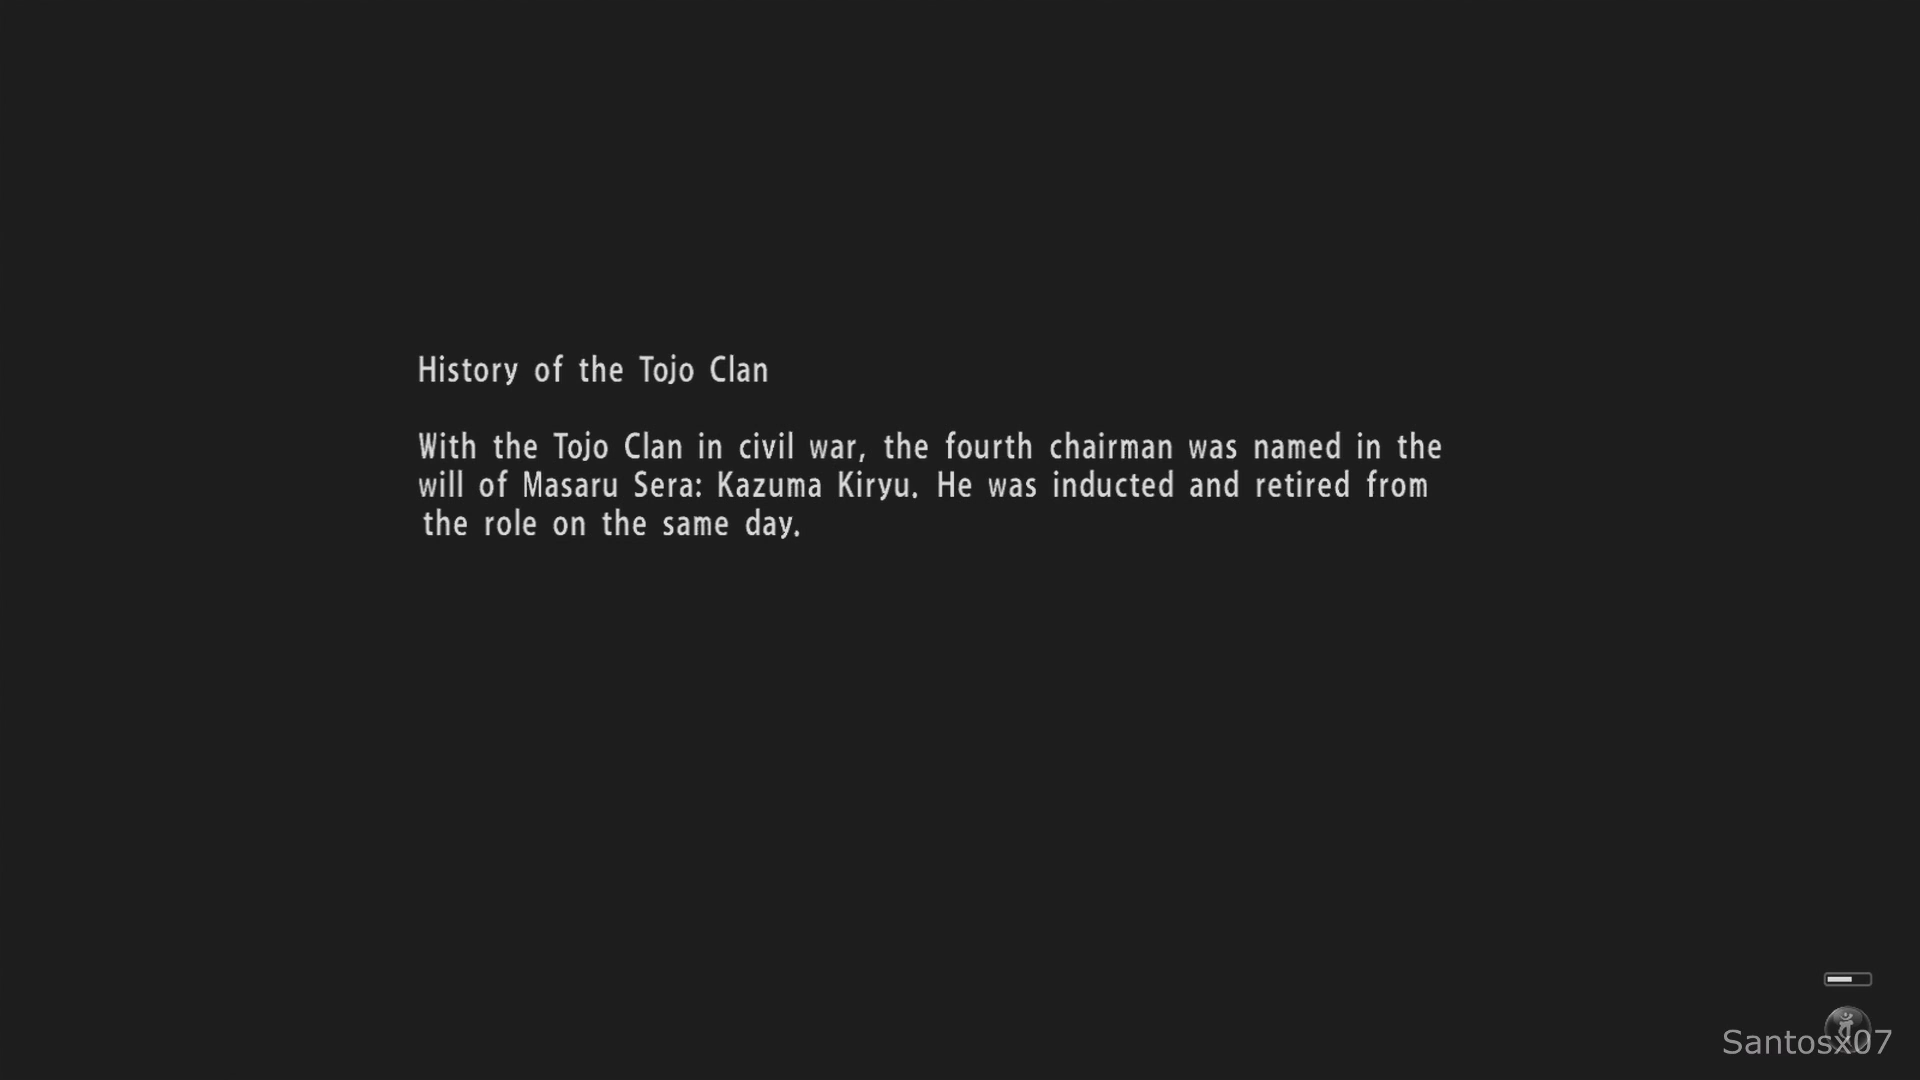 History of the Tojo Clan
With the Tojo Clan in civil war, the fourth chairman was named in the
will of Masaru Sera: Kazuma Kiryu. He was inducted and retired from
the role on the same day.
Santosx07